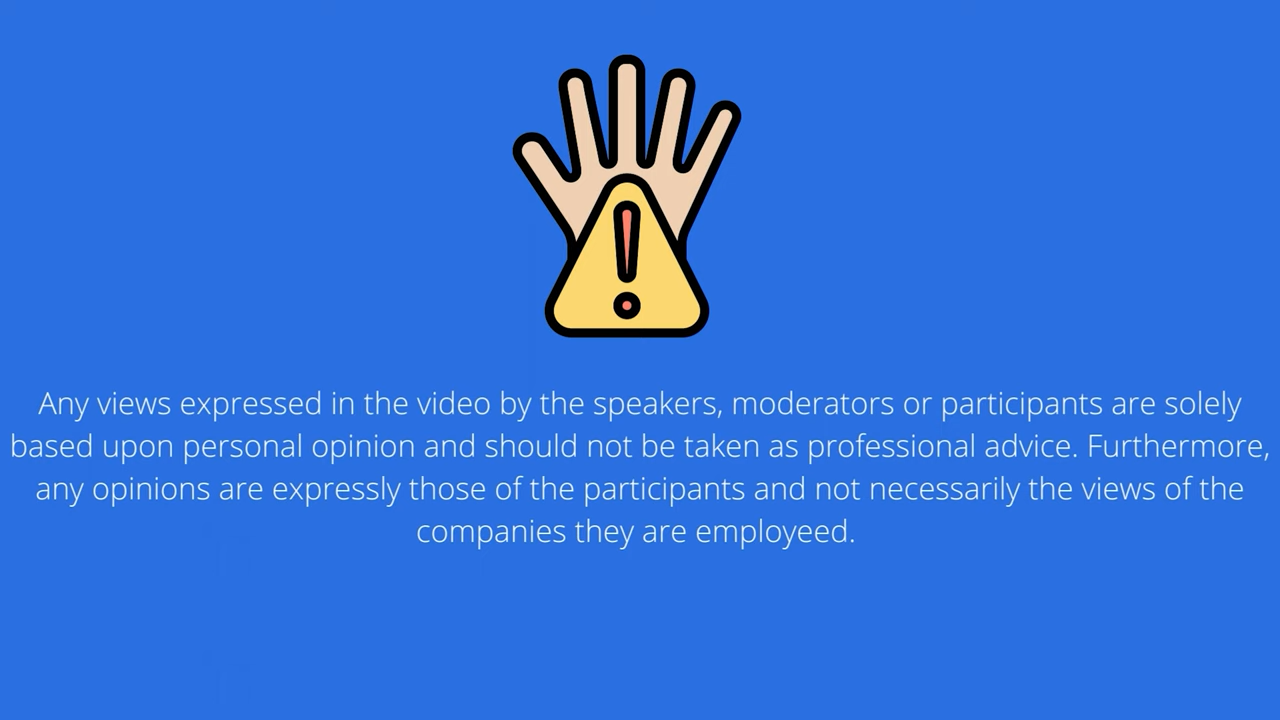 Any views expressed in the video by the speakers, moderators or participants are solely
based upon personal opinion and should not be taken as professional advice. Furthermore,
any opinions are expressly those of the participants and not necessarily the views of the
companies they are employeed.